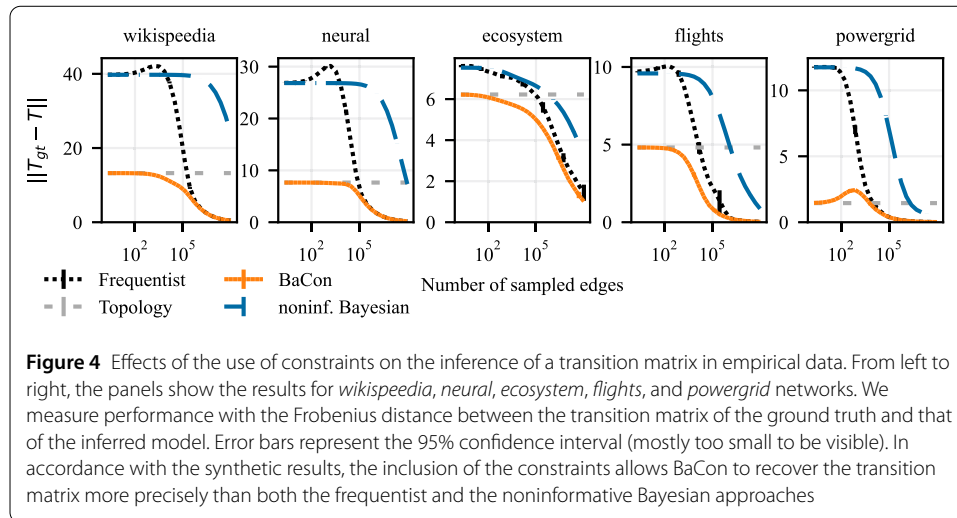 wikispeedia neural ecosystem flights powergrid
||T_gt − T||
40
20
0
30
20
10
0
6
4
2
0
10
5
0
10
5
0
10^2 10^5 10^2 10^5 10^2 10^5 10^2 10^5 10^2 10^5
Frequentist BaCon Number of sampled edges
Topology noninf. Bayesian
Figure 4 Effects of the use of constraints on the inference of a transition matrix in empirical data. From left to
right, the panels show the results for wikispeedia, neural, ecosystem, flights, and powergrid networks. We
measure performance with the Frobenius distance between the transition matrix of the ground truth and that
of the inferred model. Error bars represent the 95% confidence interval (mostly too small to be visible). In
accordance with the synthetic results, the inclusion of the constraints allows BaCon to recover the transition
matrix more precisely than both the frequentist and the noninformative Bayesian approaches